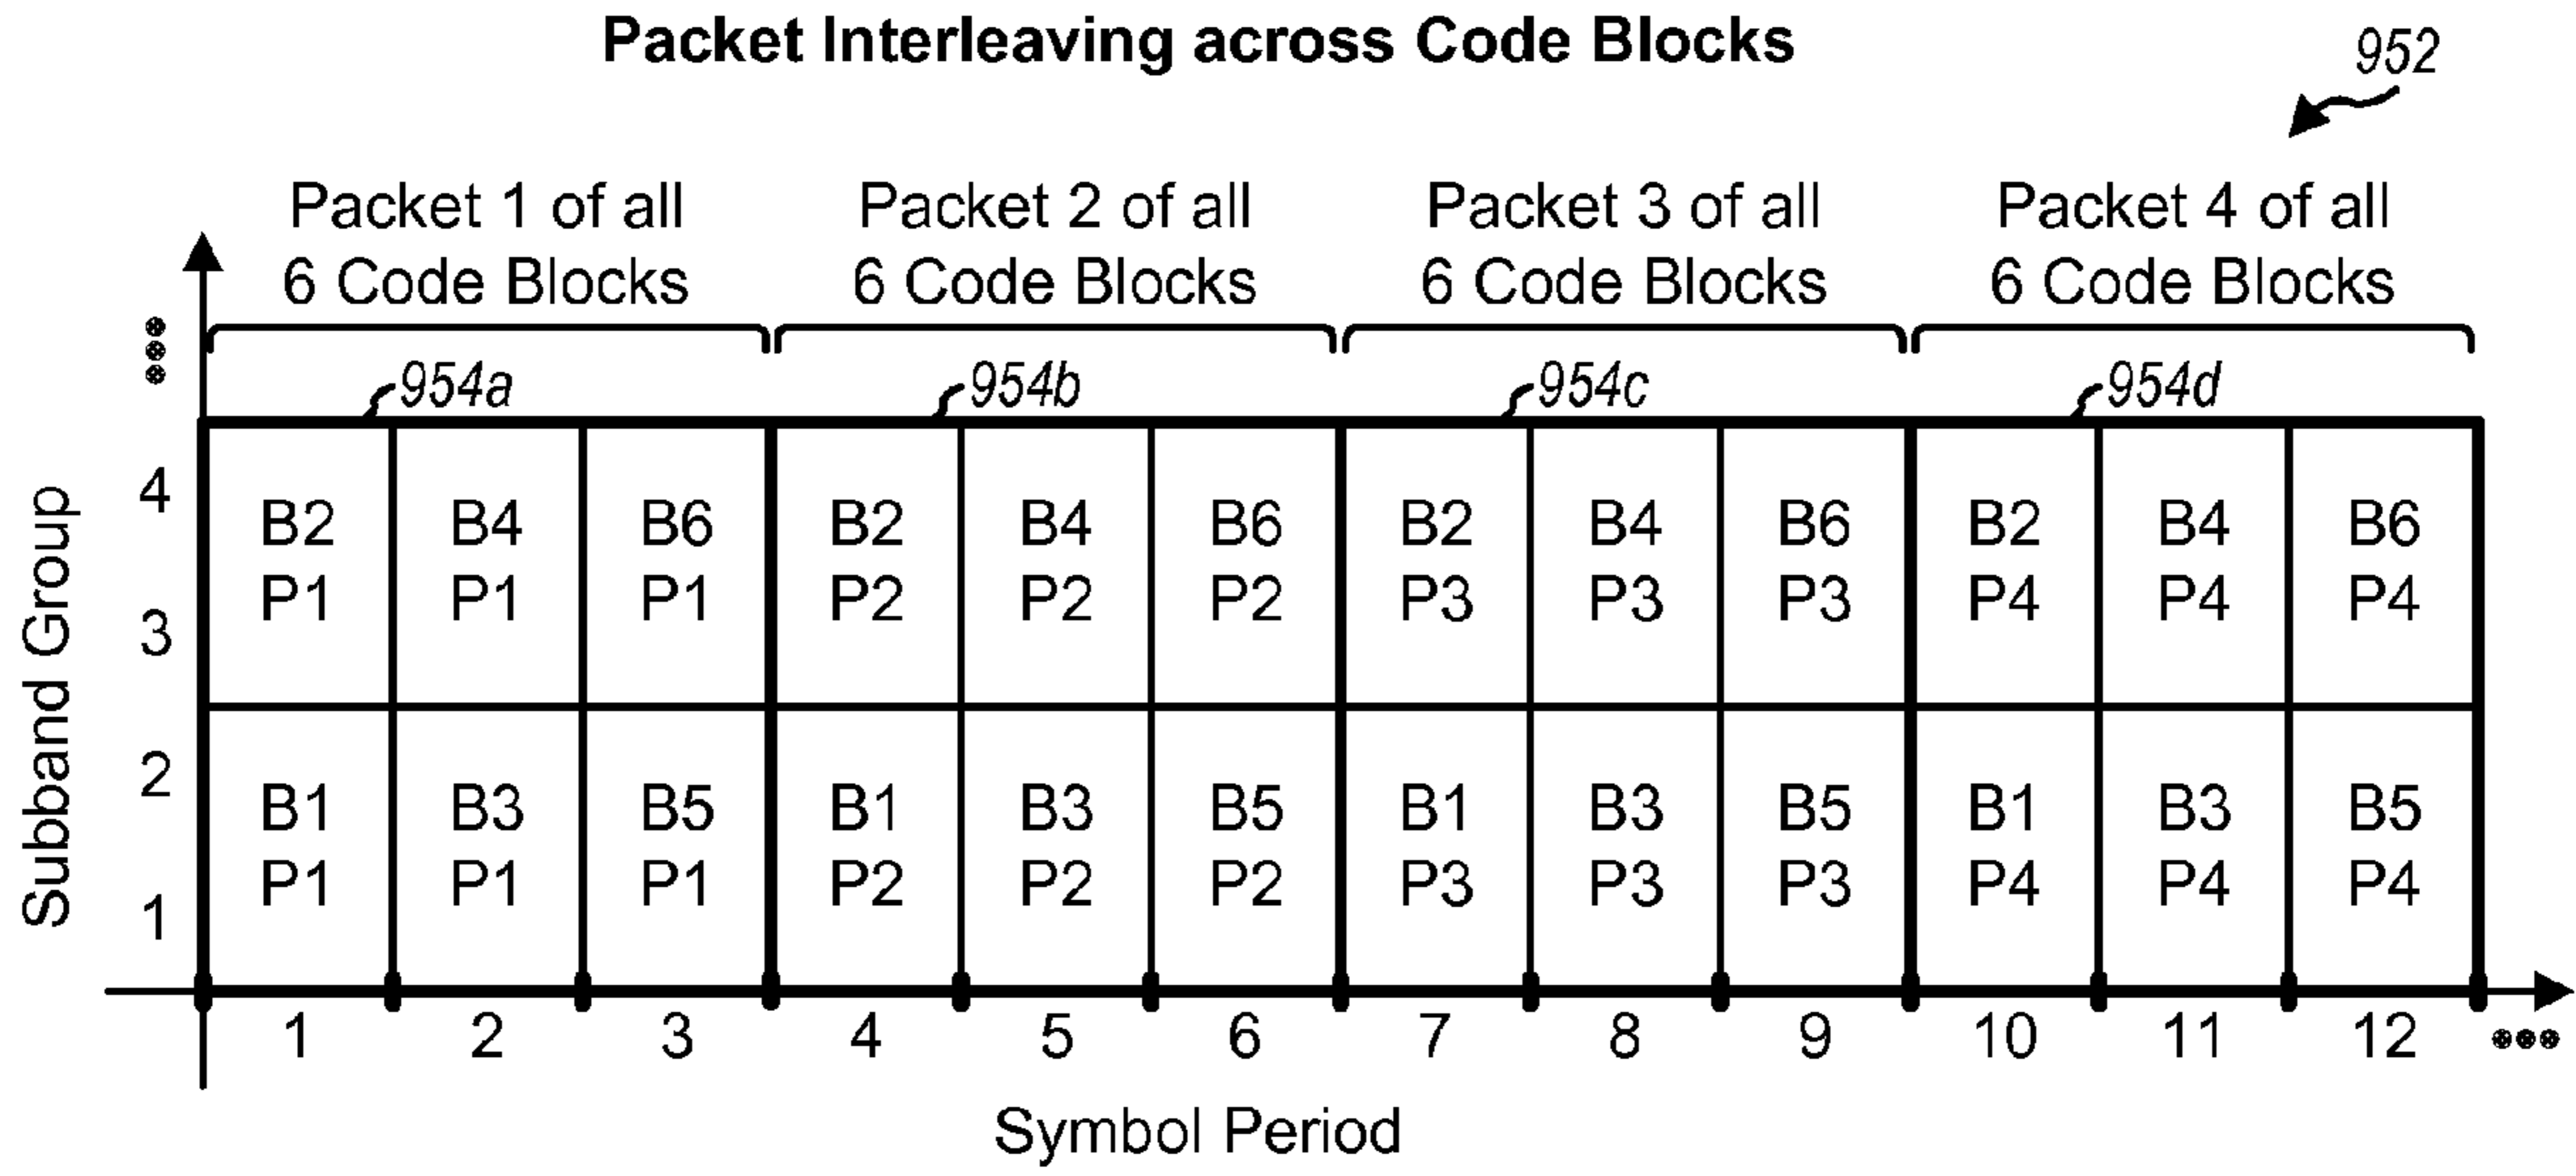 Packet Interleaving across Code Blocks
952
Packet 1 of all
6 Code Blocks
Packet 2 of all
6 Code Blocks
Packet 3 of all
6 Code Blocks
Packet 4 of all
6 Code Blocks
954a 954b 954c 954d
Subband Group
4
3
2
1
B2 B4 B6 B2 B4 B6 B2 B4 B6 B2 B4 B6
P1 P1 P1 P2 P2 P2 P3 P3 P3 P4 P4 P4
B1 B3 B5 B1 B3 B5 B1 B3 B5 B1 B3 B5
P1 P1 P1 P2 P2 P2 P3 P3 P3 P4 P4 P4
1 2 3 4 5 6 7 8 9 10 11 12
Symbol Period